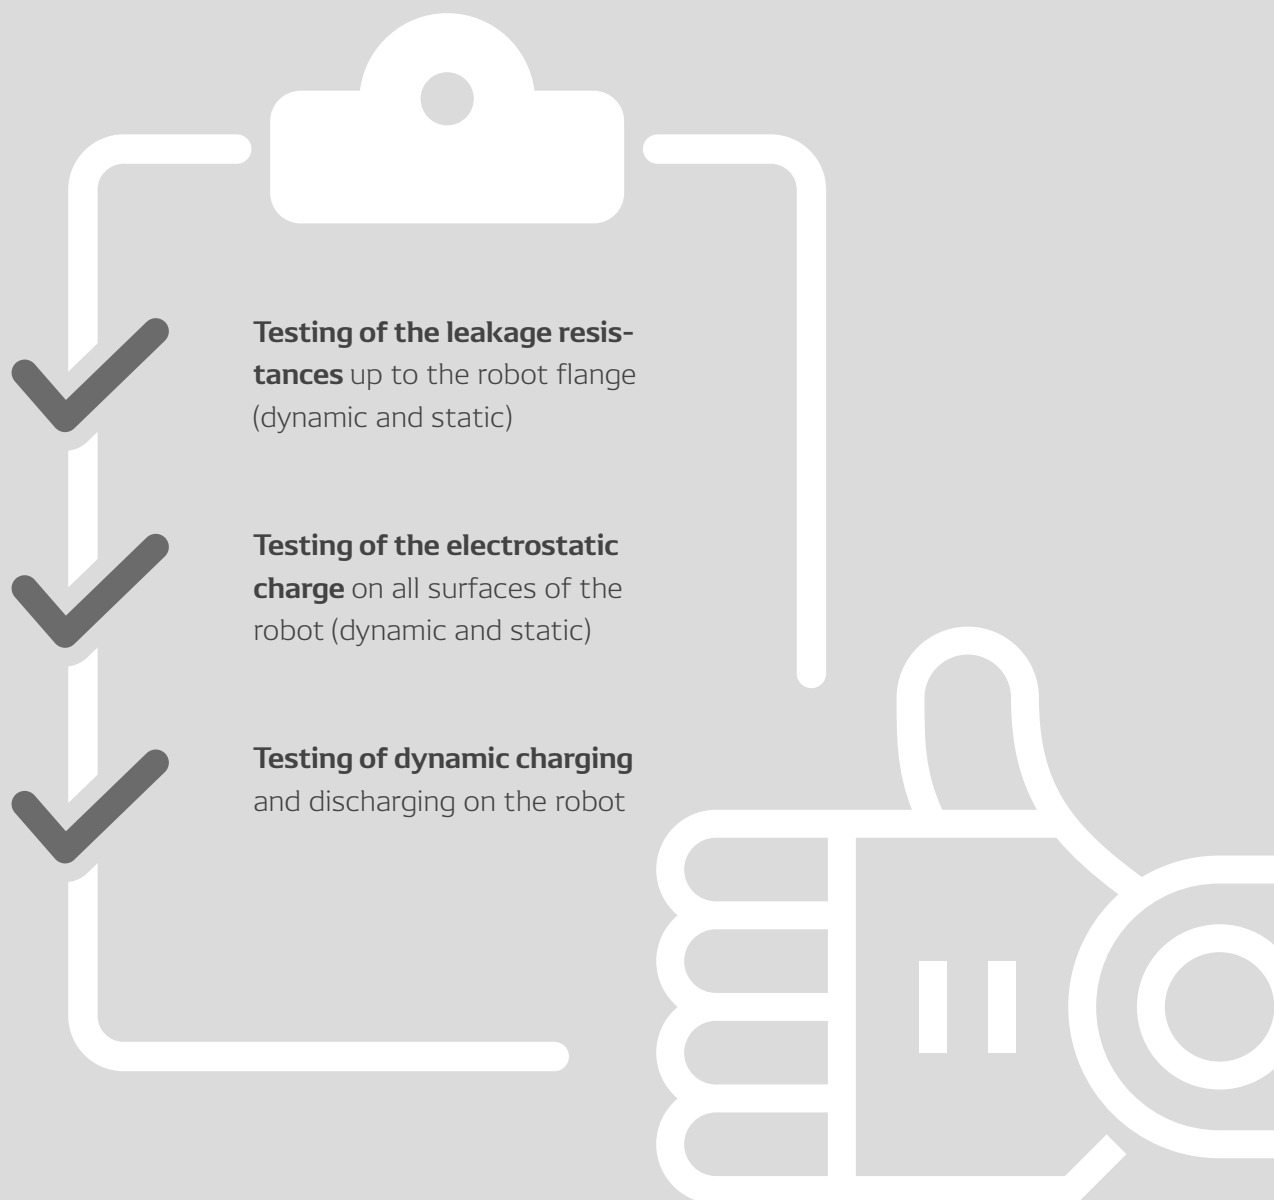 Testing of the leakage resis-
tances up to the robot flange
(dynamic and static)
Testing of the electrostatic
charge on all surfaces of the
robot (dynamic and static)
Testing of dynamic charging
and discharging on the robot